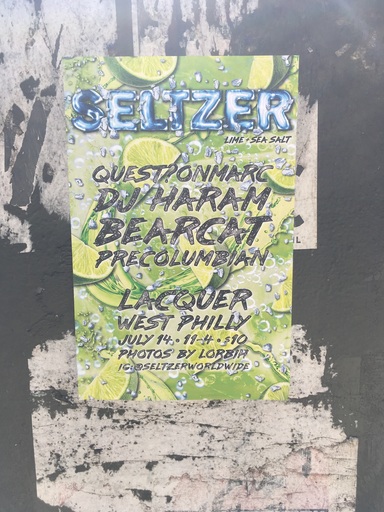 SELTZER
LIME + SEA SALT
QUESTIONMARC
DJ HARAM
BEARCAT
PRECOLUMBIAN
LACQUER
WEST PHILLY
JULY 14 • 11-4 • $10
PHOTOS BY LORBIH
IG:@SELTZERWORLDWIDE